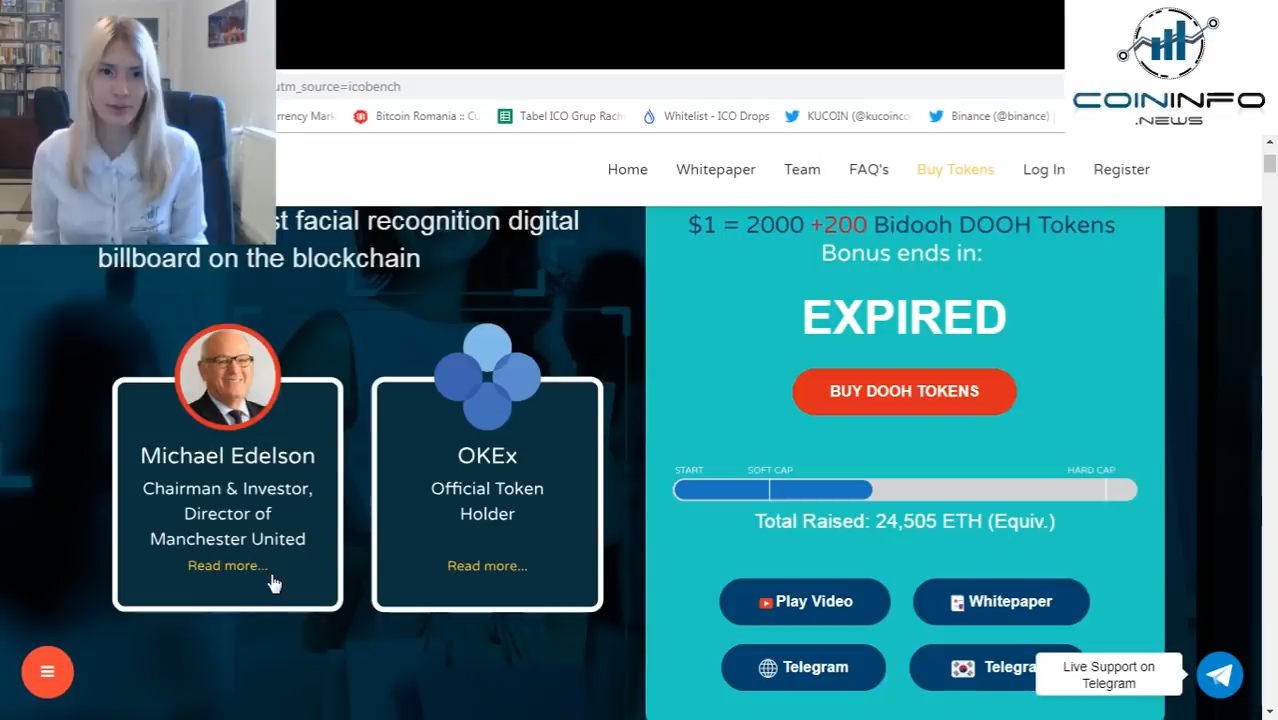 COININFO
.NEWS
utm_source=icobench
rrency Mark
Bitcoin Romania :: Cu
Tabel ICO Grup Rach
Whitelist - ICO Drops
KUCOIN (@kucoinco
Binance (@binance)
Home
Whitepaper
Team
FAQ's
Buy Tokens
Log In
Register
st facial recognition digital
billboard on the blockchain
$1 = 2000 +200 Bidooh DOOH Tokens
Bonus ends in:
EXPIRED
BUY DOOH TOKENS
START
SOFT CAP
HARD CAP
Total Raised: 24,505 ETH (Equiv.)
Michael Edelson
Chairman & Investor,
Director of
Manchester United
Read more...
OKEx
Official Token
Holder
Read more...
Play Video
Whitepaper
Telegram
Telegra
Live Support on
Telegram